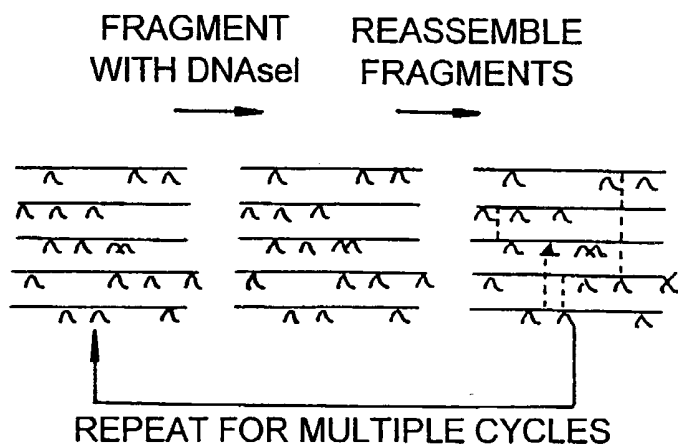 FRAGMENT
WITH DNAseI
REASSEMBLE
FRAGMENTS
REPEAT FOR MULTIPLE CYCLES